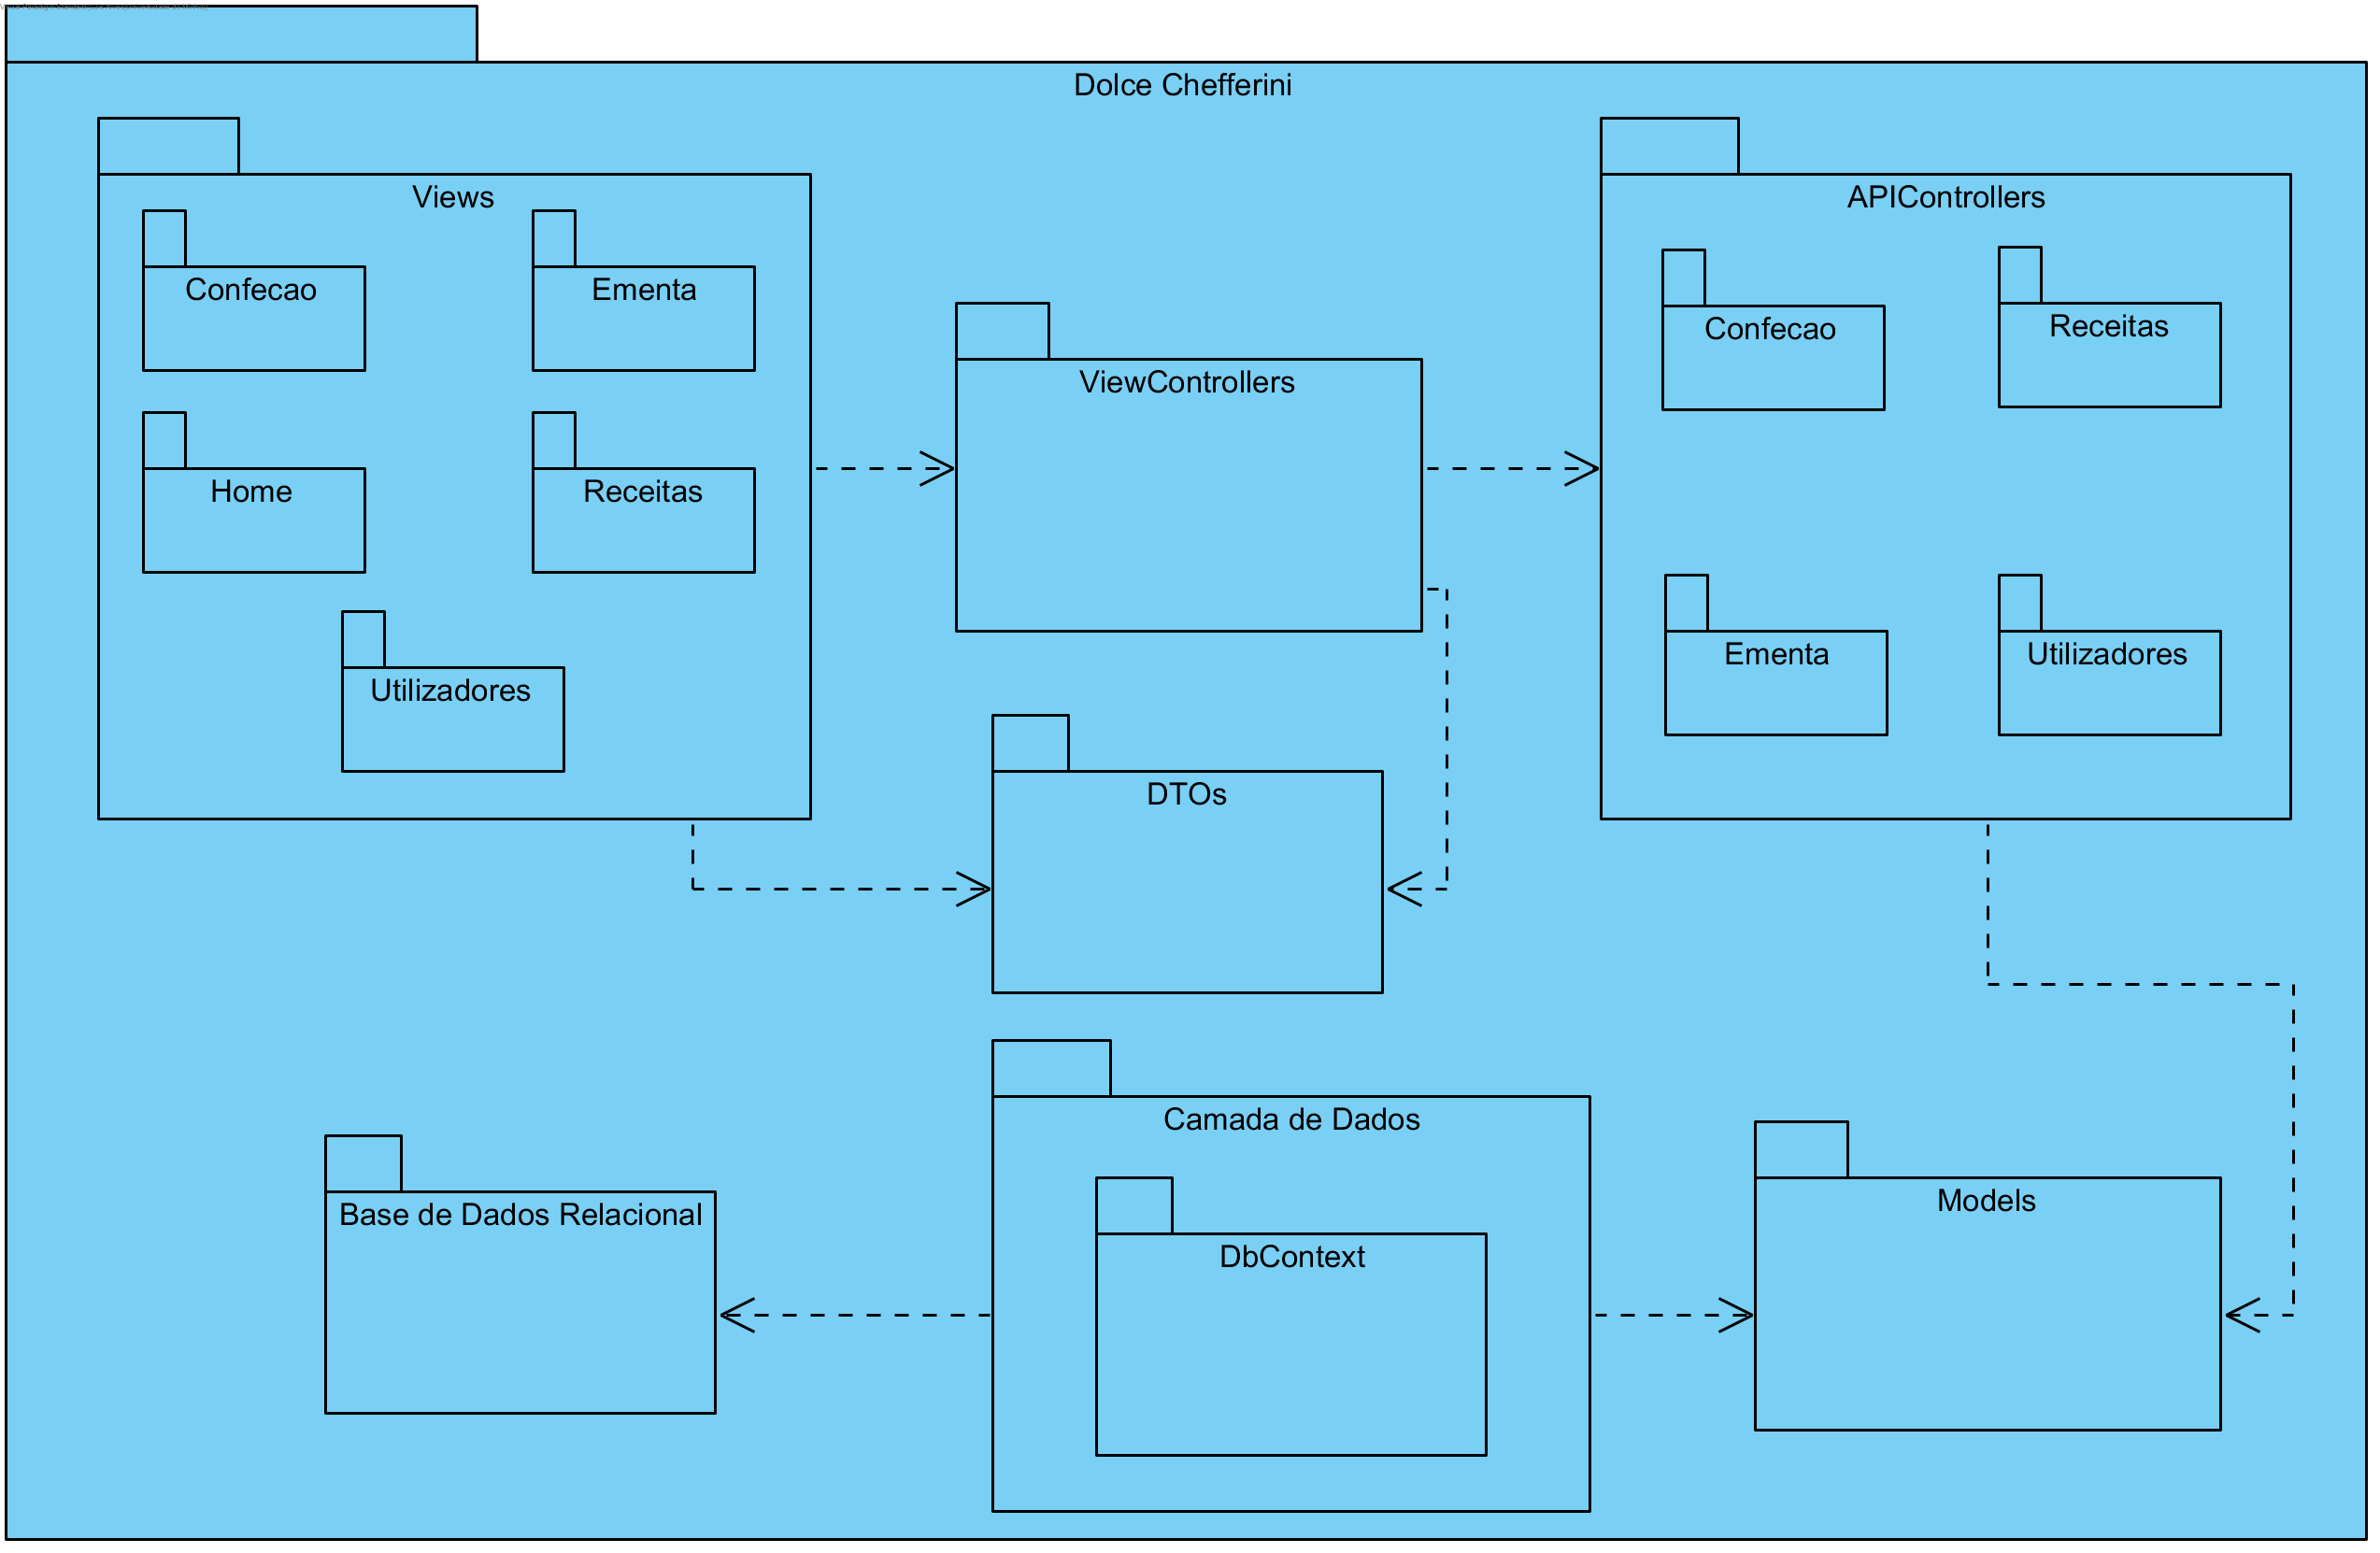 Dolce Chefferini
Views
Confecao
Ementa
Home
Receitas
Utilizadores
ViewControllers
APIControllers
Confecao
Receitas
Ementa
Utilizadores
DTOs
Camada de Dados
DbContext
Base de Dados Relacional
Models